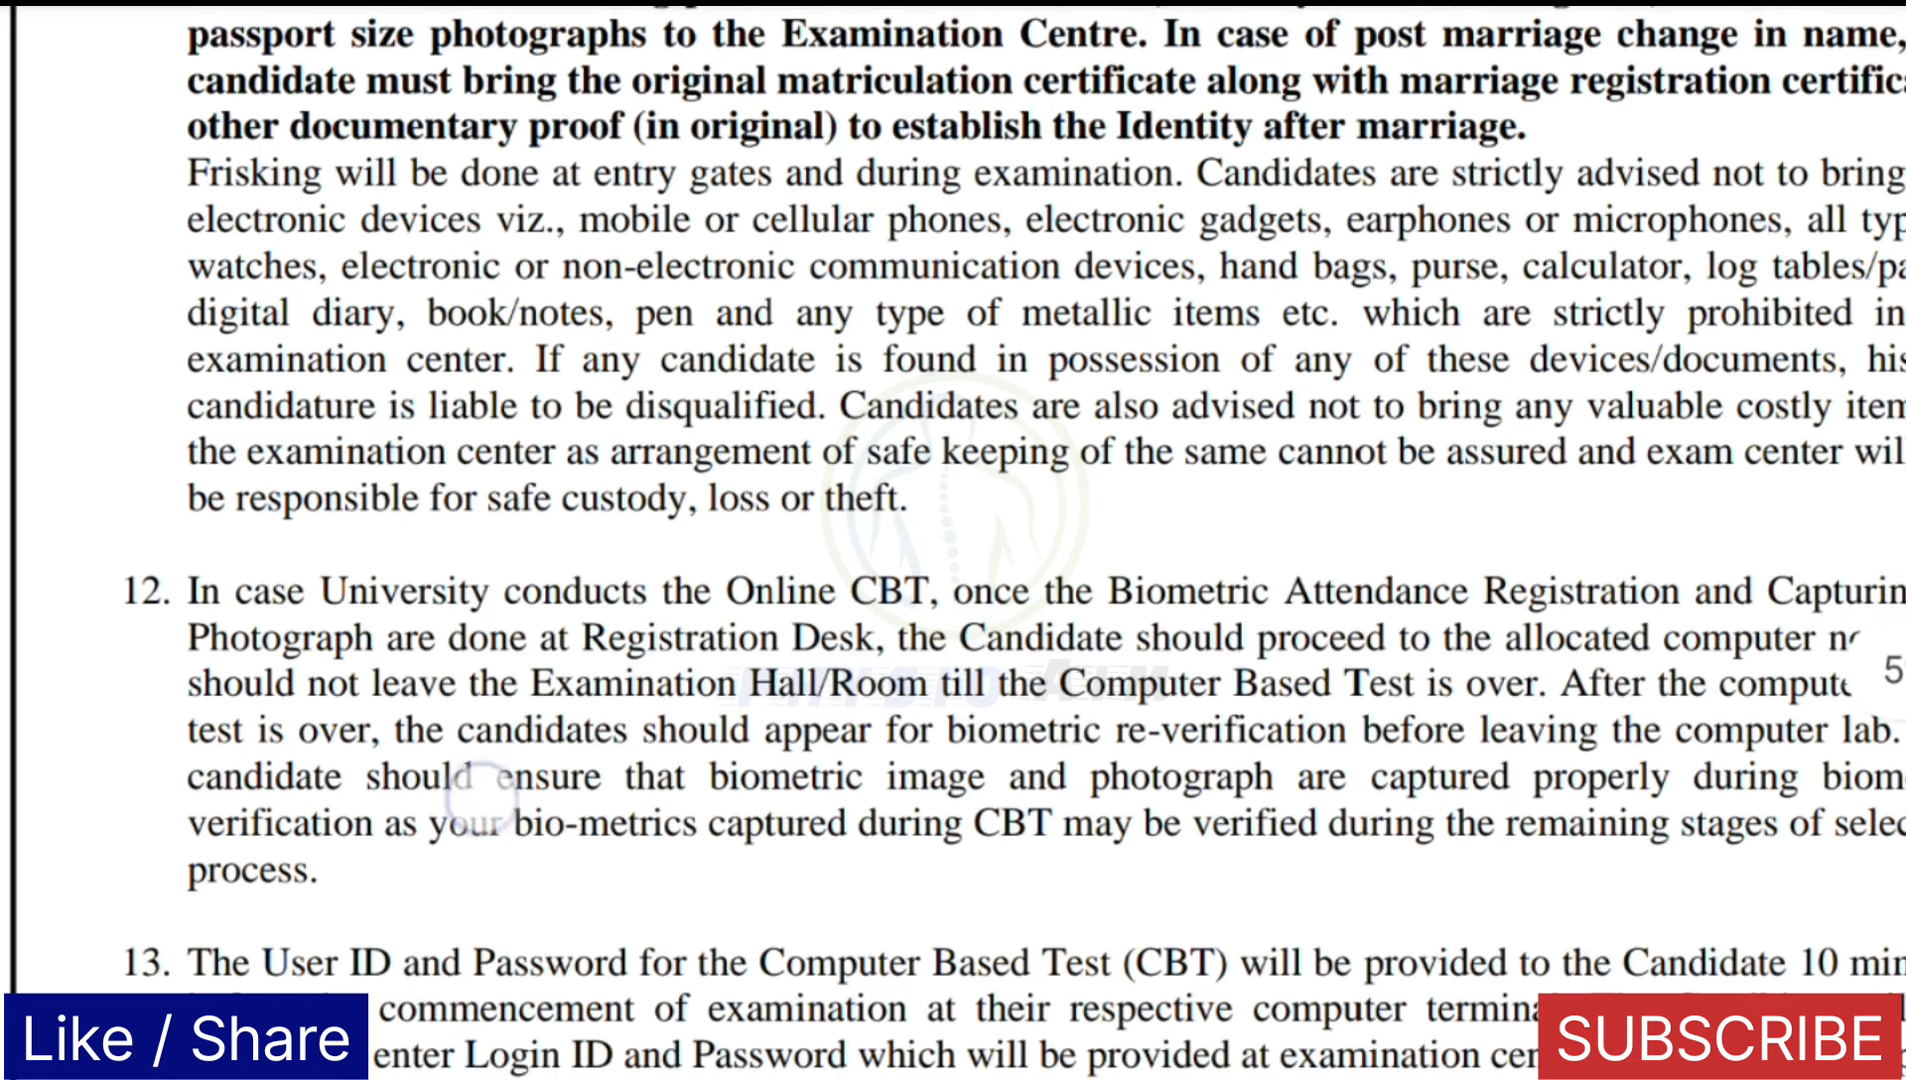 passport size photographs to the Examination Centre. In case of post marriage change in name,
candidate must bring the original matriculation certificate along with marriage registration
other documentary proof (in original) to establish the Identity after marriage.
Frisking will be done at entry gates and during examination. Candidates are strictly advised not to bring
electronic devices viz., mobile or cellular phones, electronic gadgets, earphones or microphones, all
watches, electronic or non-electronic communication devices, hand bags, purse, calculator, log
digital diary, book/notes, pen and any type of metallic items etc. which are strictly prohibited in
examination center. If any candidate is found in possession of any of these devices/documents,
candidature is liable to be disqualified. Candidates are also advised not to bring any valuable costly
the examination center as arrangement of safe keeping of the same cannot be assured and exam center
be responsible for safe custody, loss or theft.
12. In case University conducts the Online CBT, once the Biometric Attendance Registration and
Photograph are done at Registration Desk, the Candidate should proceed to the allocated computer
should not leave the Examination Hall/Room till the Computer Based Test is over. After the
test is over, the candidates should appear for biometric re-verification before leaving the computer lab.
candidate should ensure that biometric image and photograph are captured properly during
verification as your bio-metrics captured during CBT may be verified during the remaining stages of
process.
13. The User ID and Password for the Computer Based Test (CBT) will be provided to the Candidate 10
commencement of examination at their respective computer
enter Login ID and Password which will be provided at examination
Like / Share
SUBSCRIBE